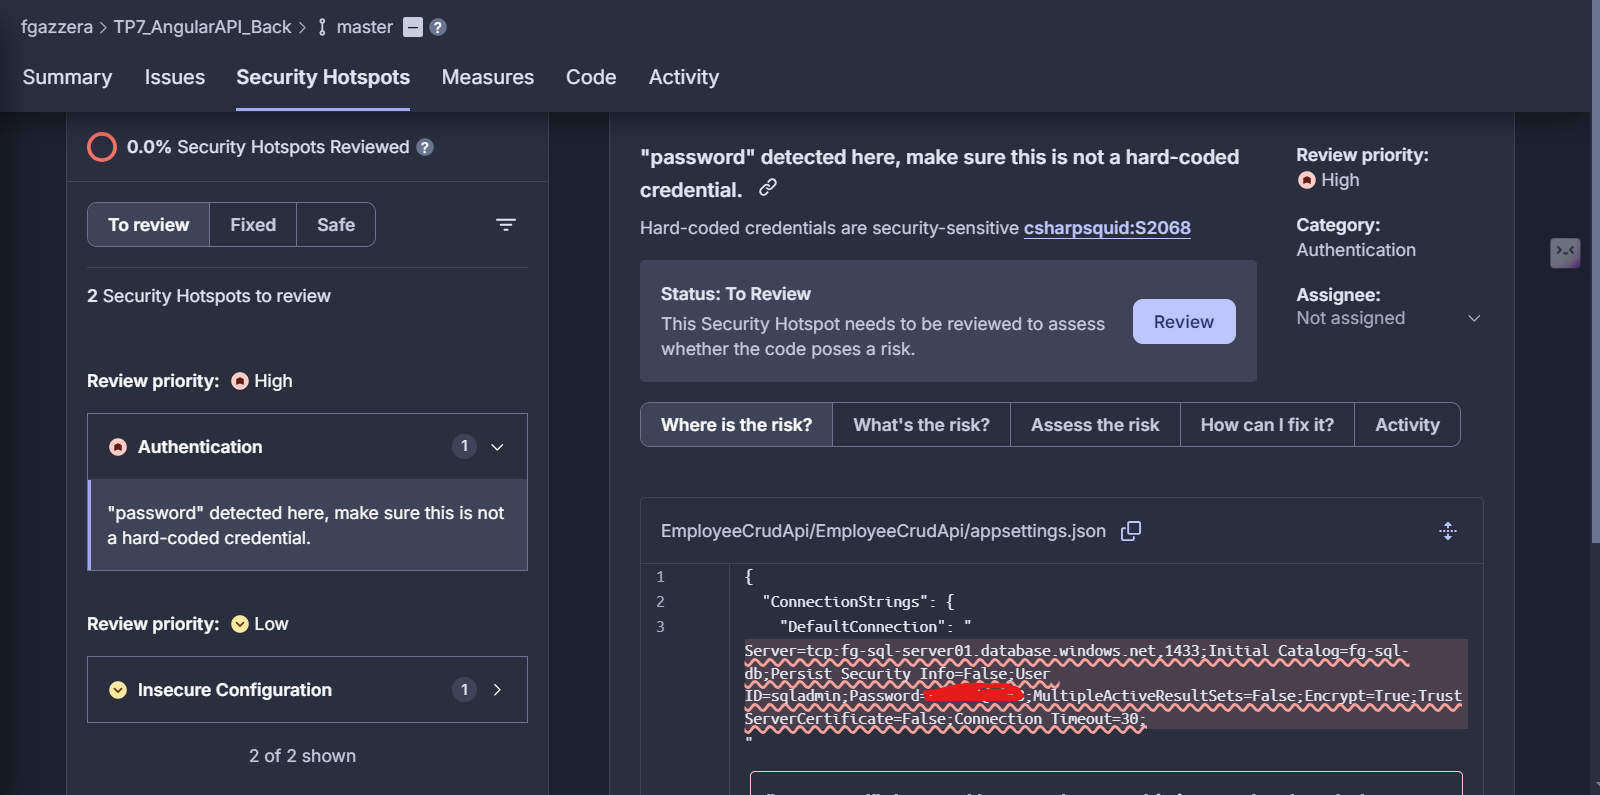 fgazzera > TP7_AngularAPI_Back > master ?
Summary Issues Security Hotspots Measures Code Activity
0.0% Security Hotspots Reviewed ?
To review Fixed Safe
2 Security Hotspots to review
Review priority: High
Authentication 1
"password" detected here, make sure this is not
a hard-coded credential.
Review priority: Low
Insecure Configuration 1
2 of 2 shown
"password" detected here, make sure this is not a hard-coded
credential.
Hard-coded credentials are security-sensitive csharpsquid:S2068
Status: To Review
This Security Hotspot needs to be reviewed to assess
whether the code poses a risk.
Review
Review priority:
High
Category:
Authentication
Assignee:
Not assigned
Where is the risk? What's the risk? Assess the risk How can I fix it? Activity
EmployeeCrudApi/EmployeeCrudApi/appsettings.json
1 {
2 "ConnectionStrings": {
3 "DefaultConnection": "
Server=tcp:fg-sql-server01.database.windows.net,1433;Initial Catalog=fg-sql-
db;Persist Security Info=False;User
ID=sqladmin;Password= ;MultipleActiveResultSets=False;Encrypt=True;Trust
ServerCertificate=False;Connection Timeout=30;
"